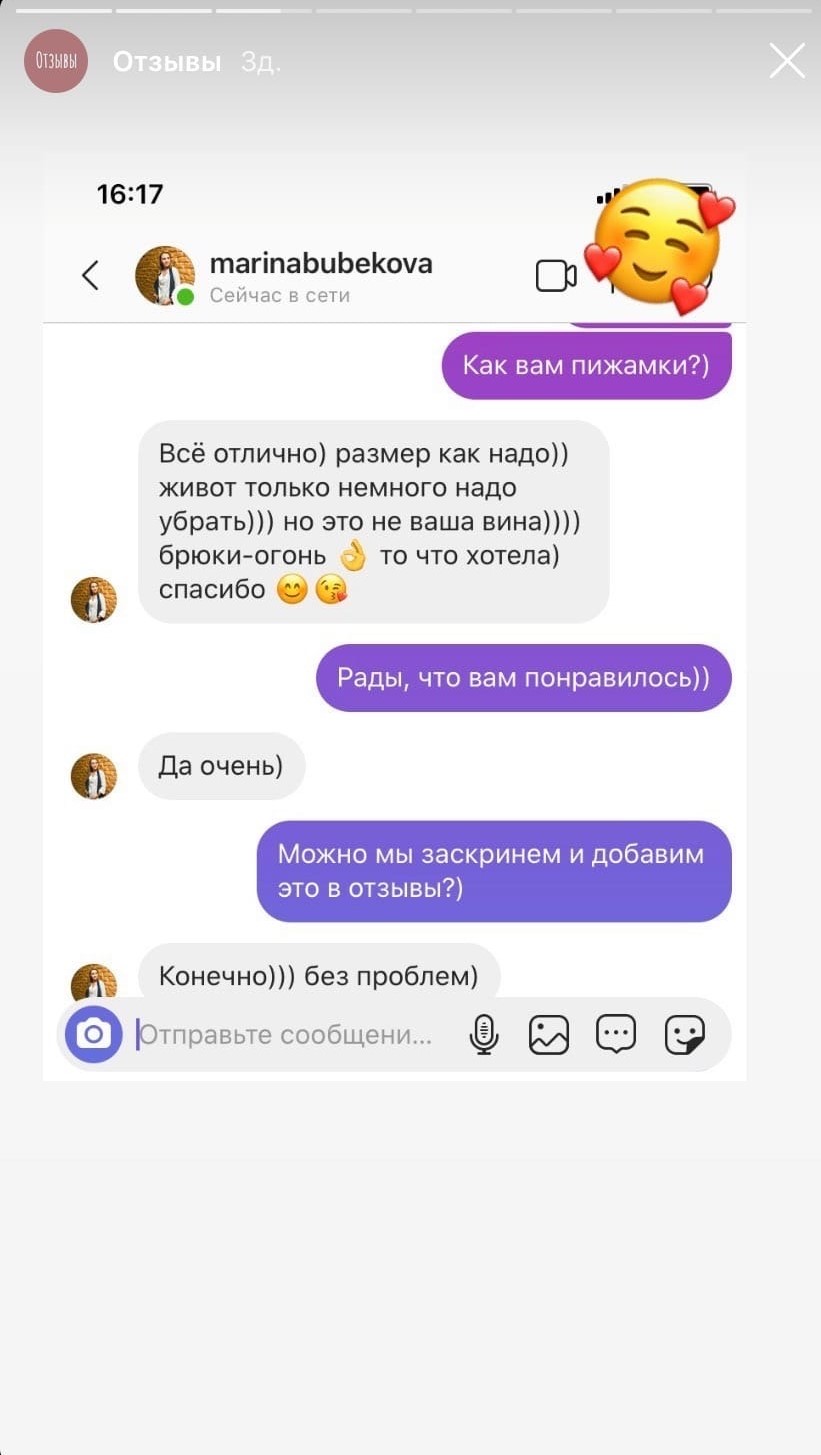 Отзывы
Отзывы 3д.
16:17
marinabubekova
Сейчас в сети
Как вам пижамки?)
Всё отлично) размер как надо))
живот только немного надо
убрать))) но это не ваша вина))))
брюки-огонь 👌 то что хотела)
спасибо 😊😘
Рады, что вам понравилось))
Да очень)
Можно мы заскриним и добавим
это в отзывы?)
Конечно))) без проблем)
Отправьте сообщени...